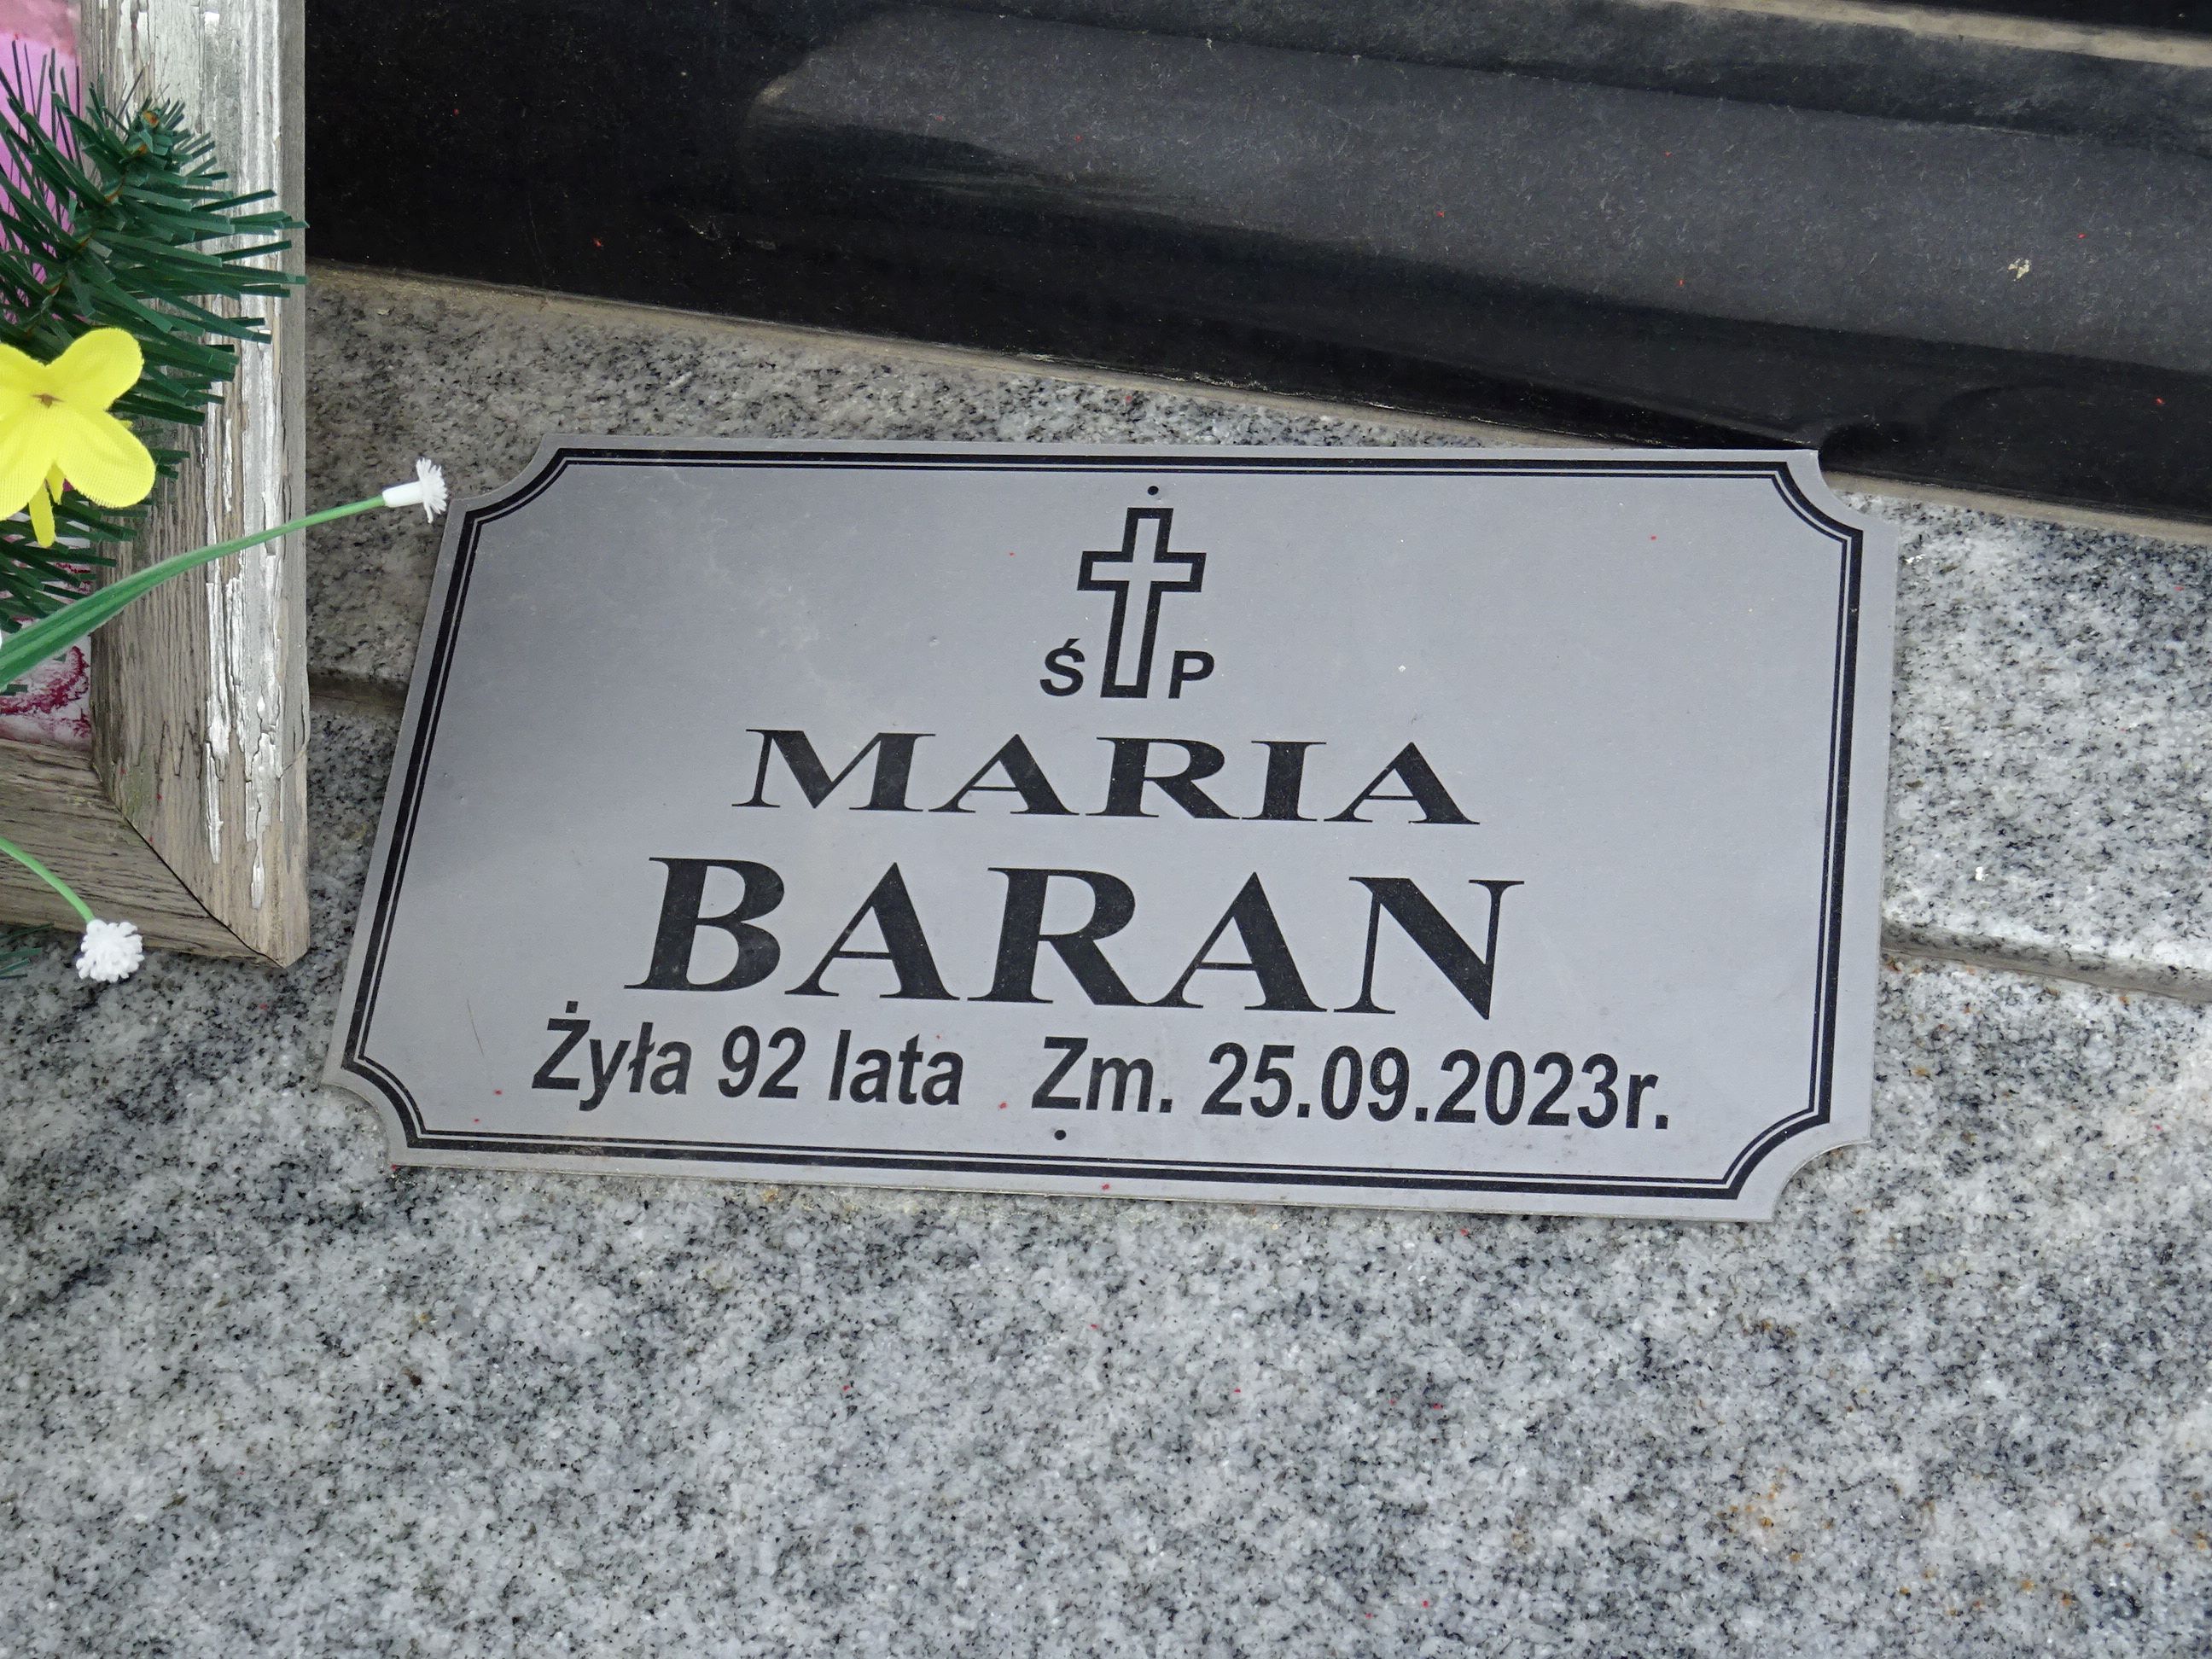 Ś P
MARIA
BARAN
Żyła 92 lata Zm. 25.09.2023r.